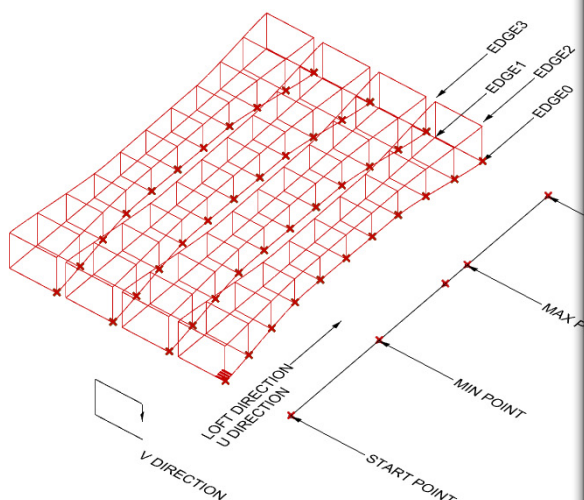 EDGE3
EDGE2
EDGE1
EDGE0
MAX P
MIN POINT
LOFT DIRECTION
U DIRECTION
V DIRECTION
START POINT